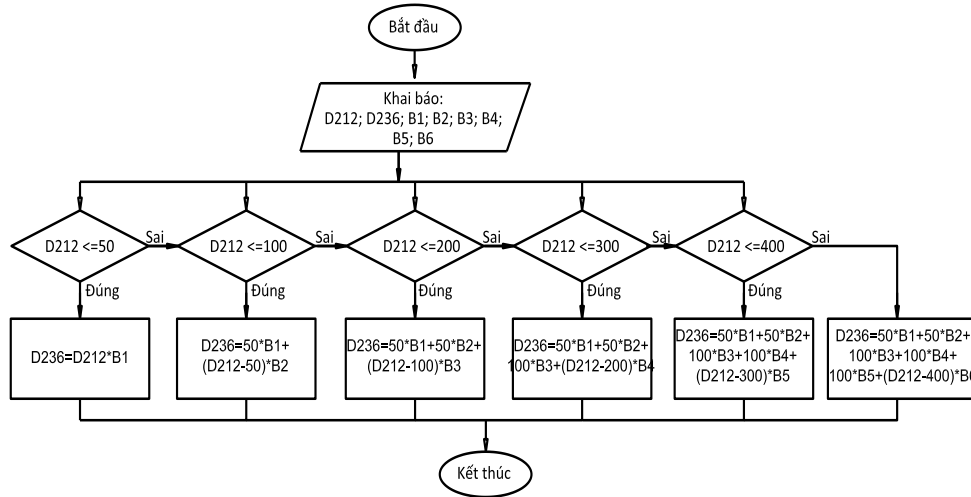 Bắt đầu
Khai báo:
D212; D236; B1; B2; B3; B4;
B5; B6
D212 <=50
Sai
D212 <=100
Sai
D212 <=200
Sai
D212 <=300
Sai
D212 <=400
Sai
Đúng
Đúng
Đúng
Đúng
Đúng
D236=D212*B1
D236=50*B1+
(D212-50)*B2
D236=50*B1+50*B2+
(D212-100)*B3
D236=50*B1+50*B2+
100*B3+(D212-200)*B4
D236=50*B1+50*B2+
100*B3+100*B4+
(D212-300)*B5
D236=50*B1+50*B2+
100*B3+100*B4+
100*B5+(D212-400)*B6
Kết thúc